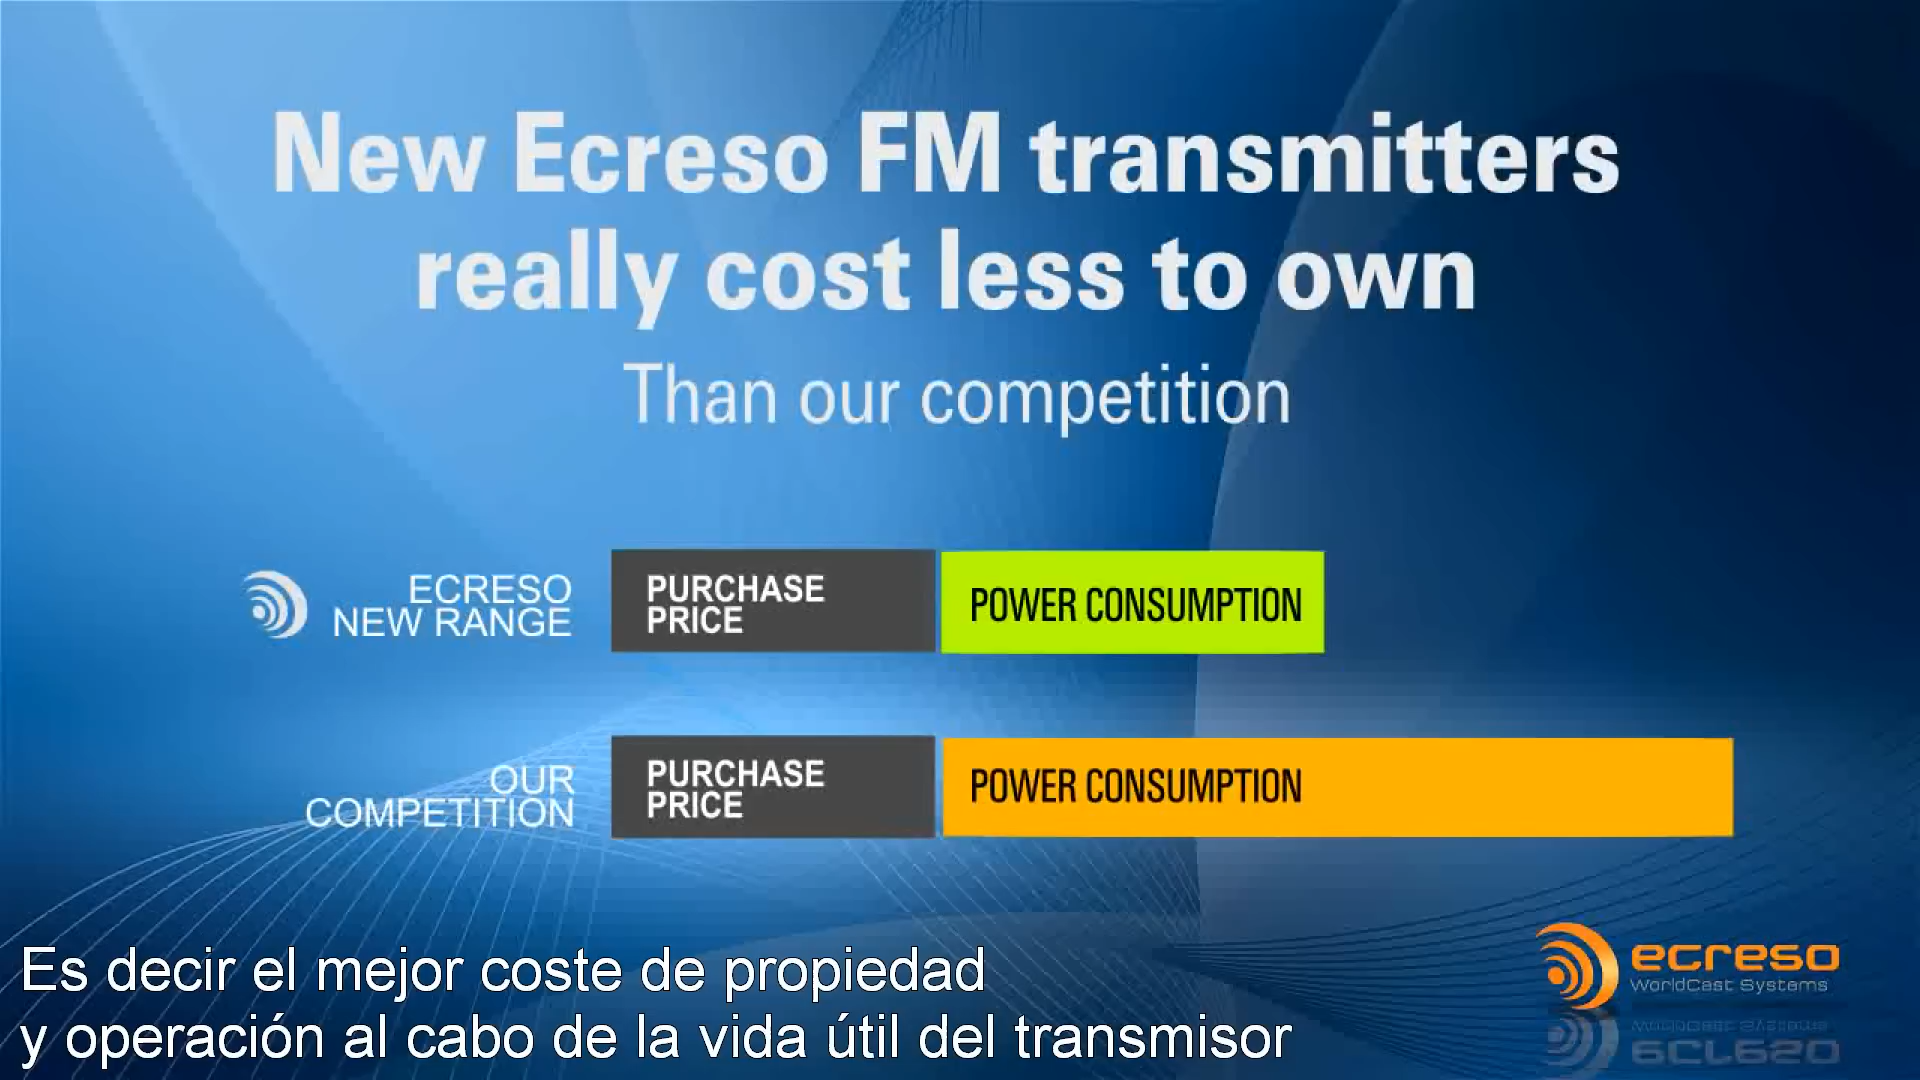 New Ecreso FM transmitters
really cost less to own
Than our competition
ECRESO
NEW RANGE
PURCHASE
PRICE
POWER CONSUMPTION
OUR
COMPETITION
PURCHASE
PRICE
POWER CONSUMPTION
Es decir el mejor coste de propiedad
y operación al cabo de la vida útil del transmisor
ecreso
WorldCast Systems